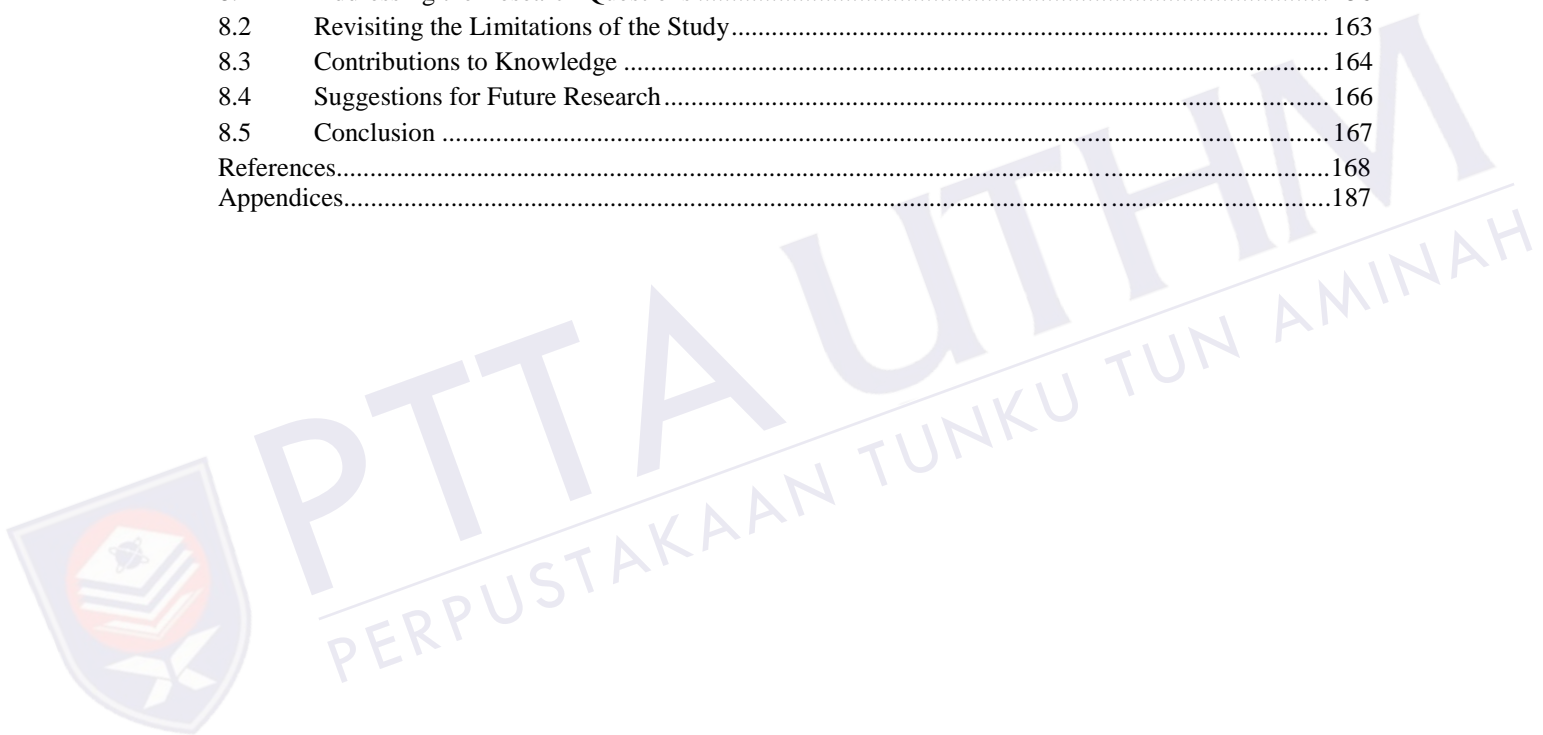 8.2 Revisiting the Limitations of the Study.......................................................................................... 163
8.3 Contributions to Knowledge .......................................................................................................... 164
8.4 Suggestions for Future Research..................................................................................................... 166
8.5 Conclusion ..................................................................................................................................... 167
References.....................................................................................................................................................168
Appendices....................................................................................................................................................187
PTTA UTHM
PERPUSTAKAAN TUNKU TUN AMINAH